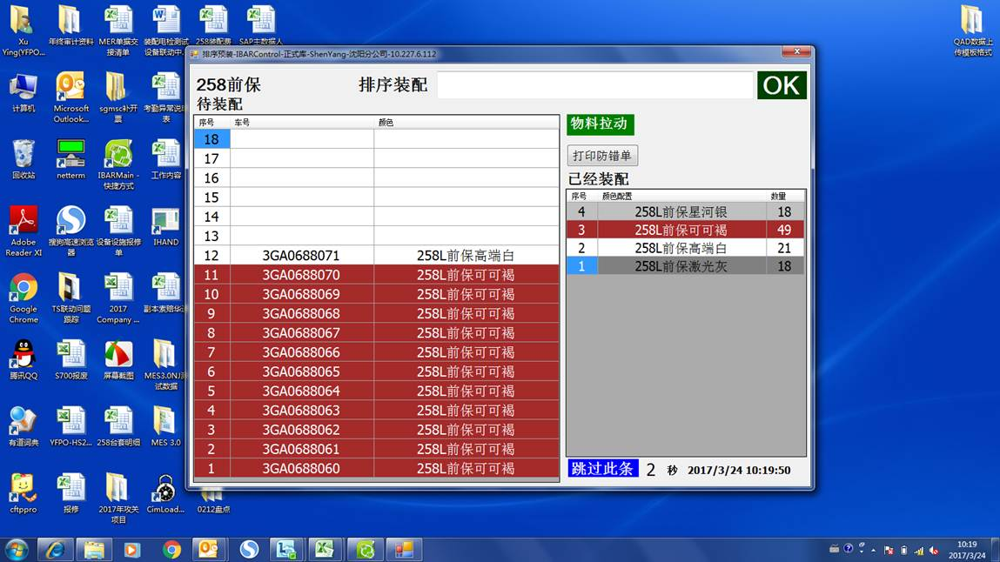 Xu
Ying(YFPO...
年终审计资料
MER单据交
接清单
装配电检测试
设备联动中...
258装配费
SAP主数据人
QAD数据上
传模板格式
计算机
Microsoft
Outlook...
sgmsc补开
票
考勤异常说明
表
回收站
netterm
IBARMain -
快捷方式
工作内容
Adobe
Reader XI
搜狗高速浏览
器
设备设施报修
单
IHAND
Google
Chrome
TS联动问题
跟踪
2017
Company ...
副本索赔华
腾讯QQ
S700报废
屏幕截图
MES3.0NJ测
试数据
有道词典
YFPO-HS2...
258台套明细
MES 3.0
cftppro
报修
2017年攻关
项目
CimLoad...
0212盘点
排序预装-IBARControl-正式库-ShenYang-沈阳分公司-10.227.6.112
258前保
排序装配
OK
待装配
序号 车号 颜色
18
17
16
15
14
13
12 3GA0688071 258L前保高端白
11 3GA0688070 258L前保可可褐
10 3GA0688069 258L前保可可褐
9 3GA0688068 258L前保可可褐
8 3GA0688067 258L前保可可褐
7 3GA0688066 258L前保可可褐
6 3GA0688065 258L前保可可褐
5 3GA0688064 258L前保可可褐
4 3GA0688063 258L前保可可褐
3 3GA0688062 258L前保可可褐
2 3GA0688061 258L前保可可褐
1 3GA0688060 258L前保可可褐
物料拉动
打印防错单
已经装配
序号 颜色配置 数量
4 258L前保星河银 18
3 258L前保可可褐 49
2 258L前保高端白 21
1 258L前保激光灰 18
跳过此条 2 秒 2017/3/24 10:19:50
10:19
2017/3/24